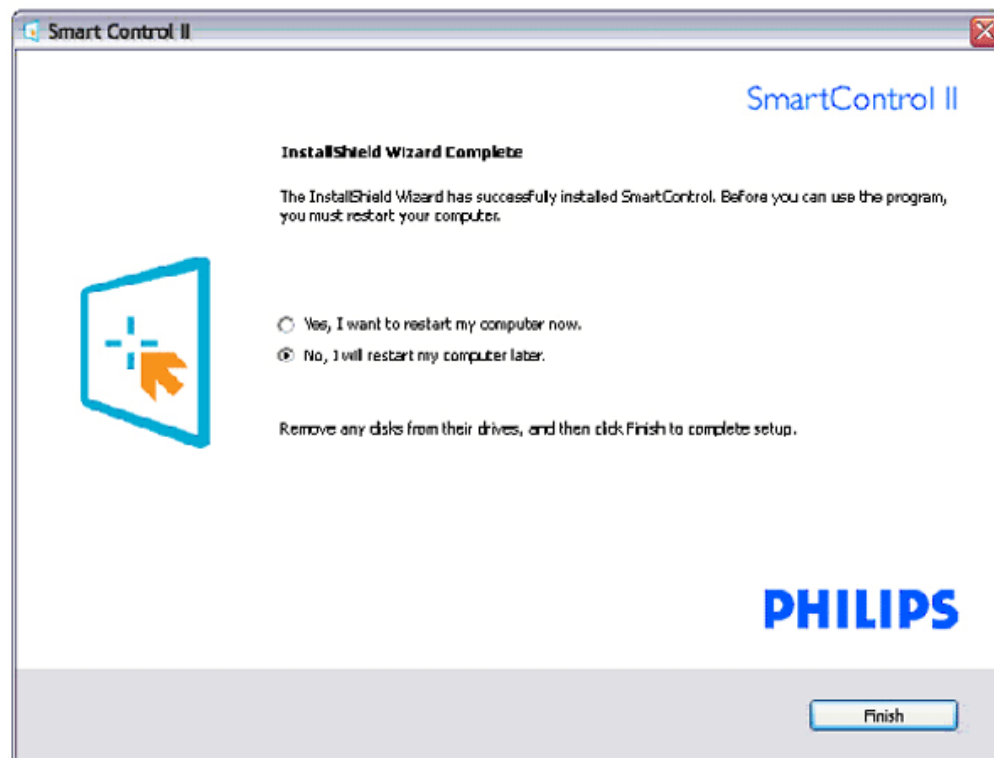 Smart Control II
SmartControl II
InstallShield Wizard Complete
The InstallShield Wizard has successfully installed SmartControl. Before you can use the program,
you must restart your computer.
Yes, I want to restart my computer now.
No, I will restart my computer later.
Remove any disks from their drives, and then click Finish to complete setup.
PHILIPS
Finish